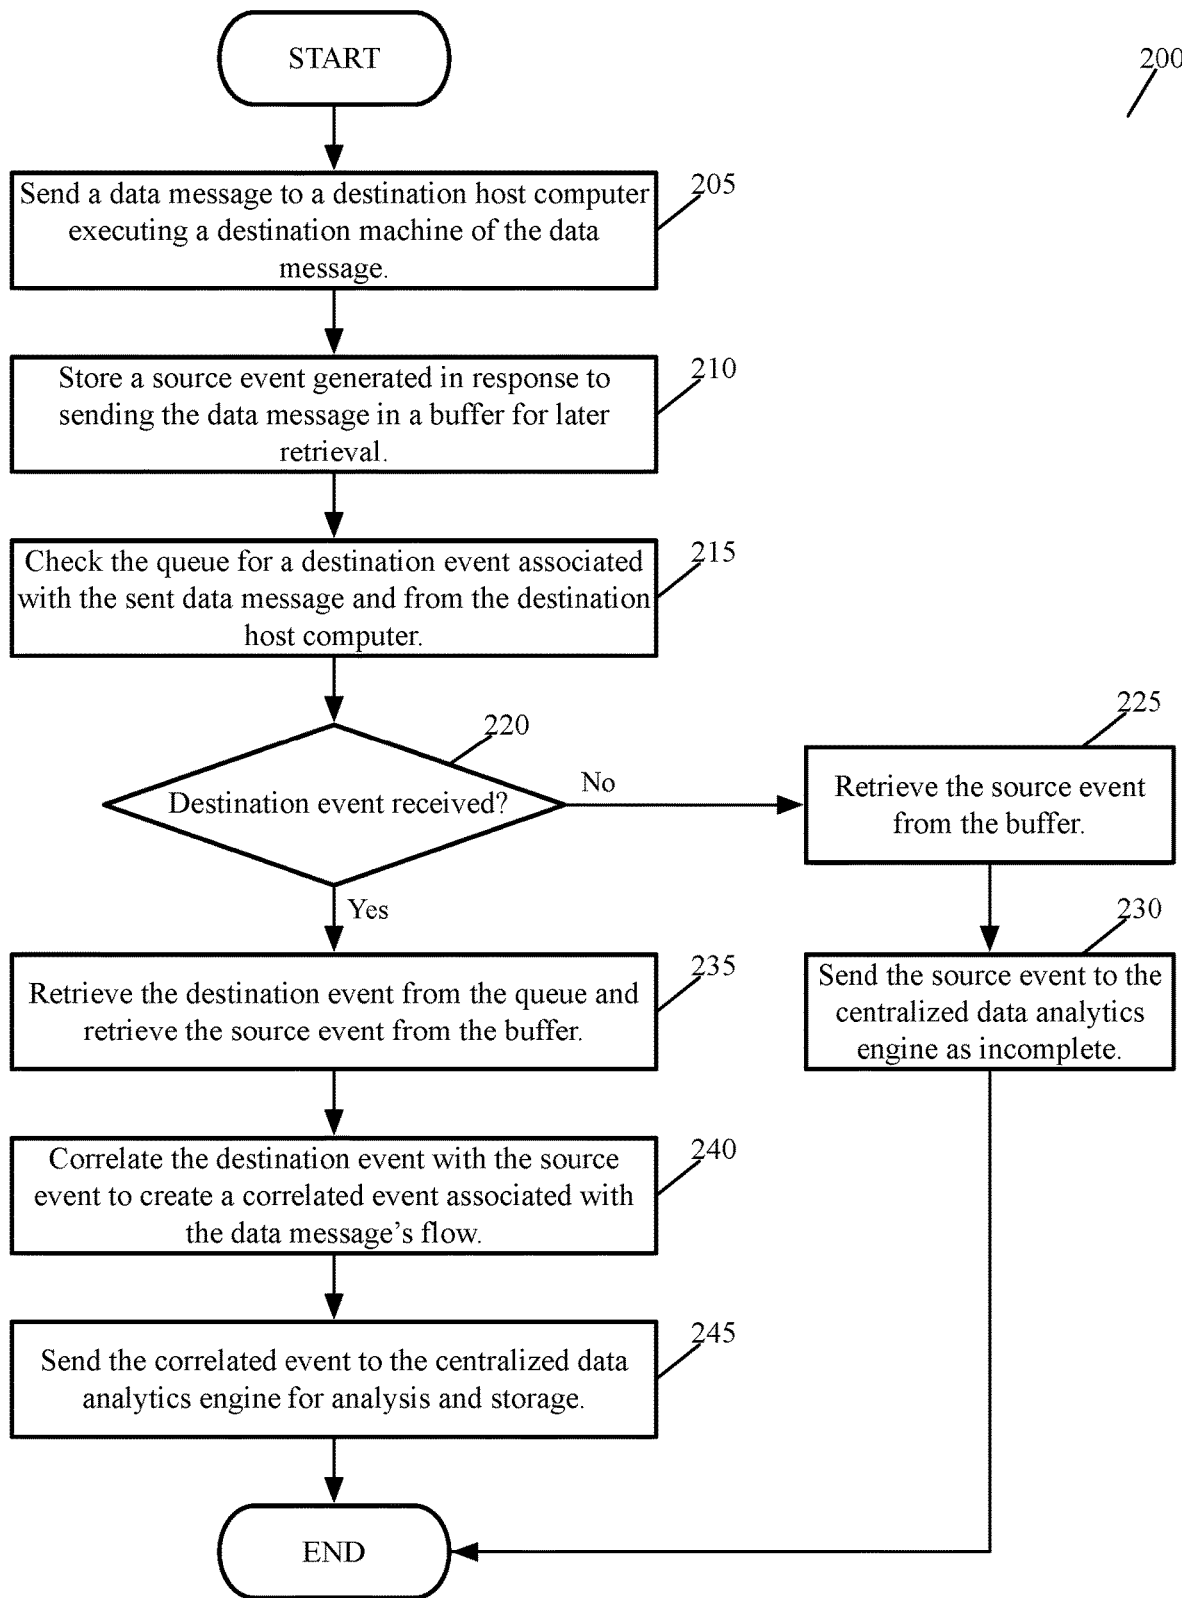 START
200
Send a data message to a destination host computer
executing a destination machine of the data
message.
205
Store a source event generated in response to
sending the data message in a buffer for later
retrieval.
210
Check the queue for a destination event associated
with the sent data message and from the destination
host computer.
215
Destination event received?
220
No
Retrieve the source event
from the buffer.
225
Send the source event to the
centralized data analytics
engine as incomplete.
230
Yes
Retrieve the destination event from the queue and
retrieve the source event from the buffer.
235
Correlate the destination event with the source
event to create a correlated event associated with
the data message’s flow.
240
Send the correlated event to the centralized data
analytics engine for analysis and storage.
245
END